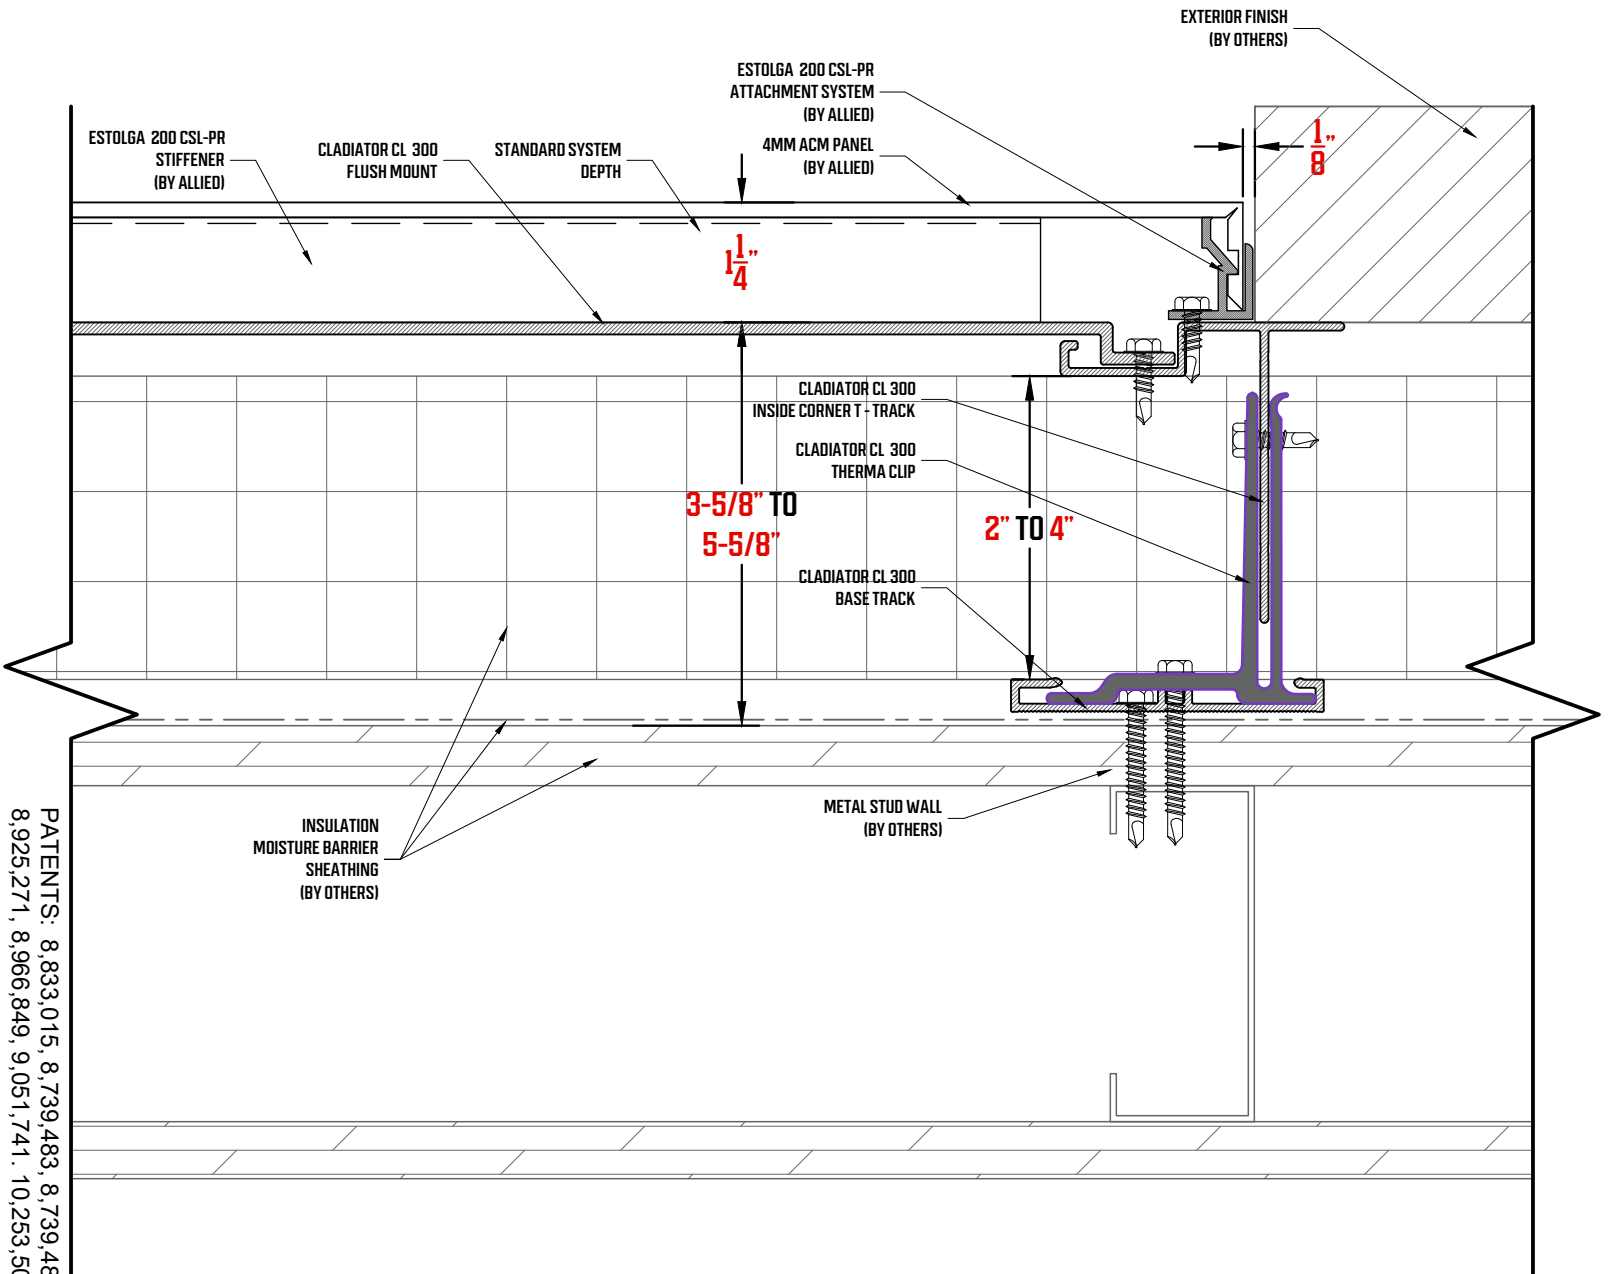 EXTERIOR FINISH
(BY OTHERS)
ESTOLGA 200 CSL-PR
ATTACHMENT SYSTEM
(BY ALLIED)
4MM ACM PANEL
(BY ALLIED)
ESTOLGA 200 CSL-PR
STIFFENER
(BY ALLIED)
CLADIATOR CL 300
FLUSH MOUNT
STANDARD SYSTEM
DEPTH
1/8"
1 1/4"
CLADIATOR CL 300
INSIDE CORNER T - TRACK
CLADIATOR CL 300
THERMA CLIP
3-5/8" TO
5-5/8"
2" TO 4"
CLADIATOR CL 300
BASE TRACK
METAL STUD WALL
(BY OTHERS)
INSULATION
MOISTURE BARRIER
SHEATHING
(BY OTHERS)
PATENTS: 8,833,015, 8,739,483, 8,739,48
8,925,271, 8,966,849, 9,051,741. 10,253,50